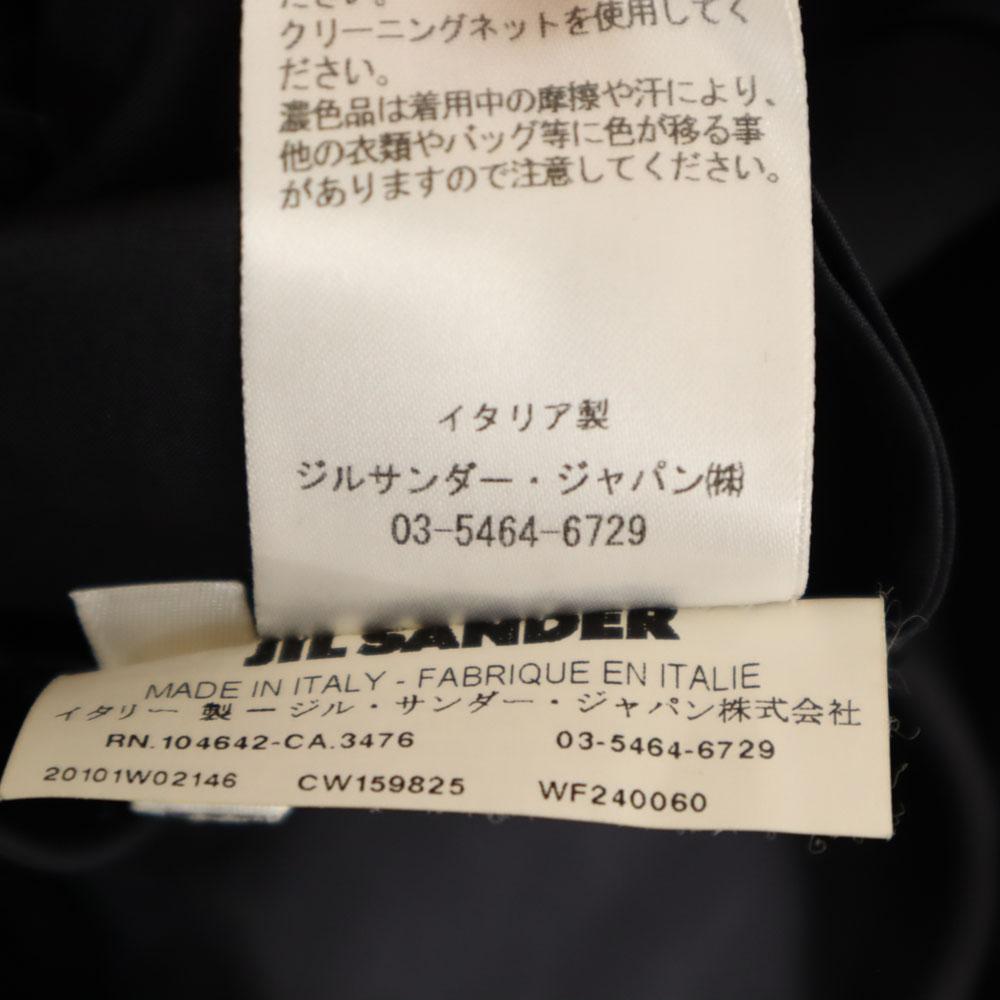 ださい。
クリーニングネットを使用してく
ださい。
濃色品は着用中の摩擦や汗により、
他の衣類やバッグ等に色が移る事
がありますので注意してください。
イタリア製
ジルサンダー・ジャパン㈱
03-5464-6729
JIL SANDER
MADE IN ITALY - FABRIQUE EN ITALIE
イタリー 製 ー ジル・サンダー・ジャパン株式会社
RN.104642-CA.3476 03-5464-6729
20101W02146 CW159825 WF240060